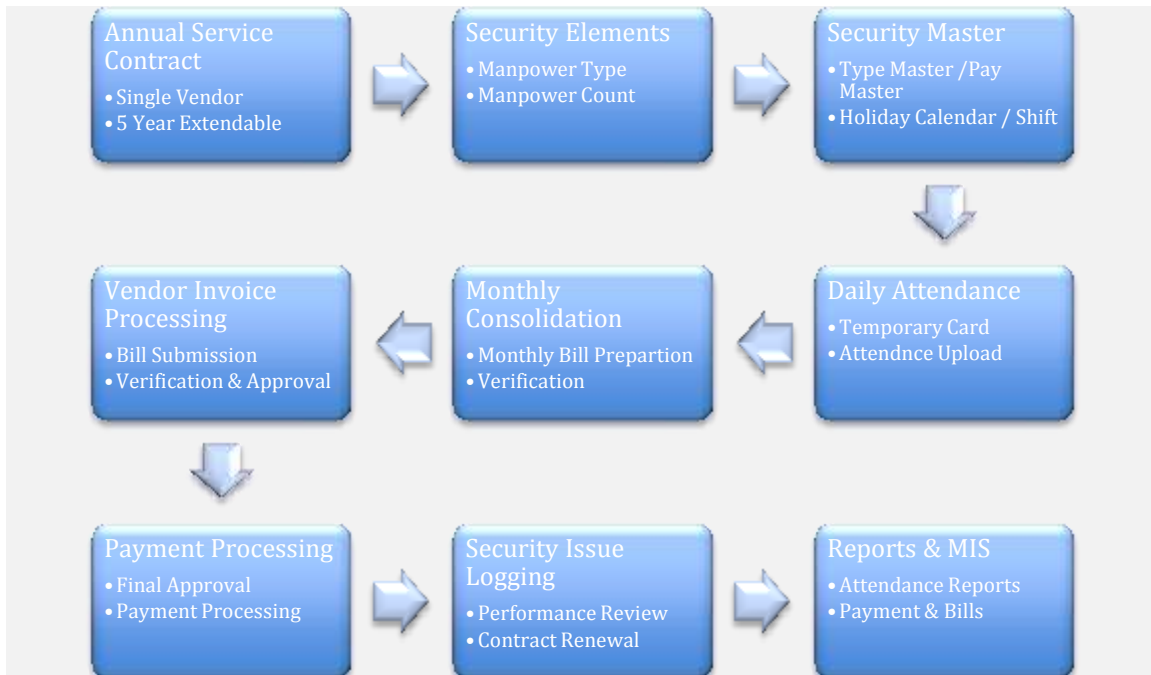 Annual Service
Contract
• Single Vendor
• 5 Year Extendable
Security Elements
• Manpower Type
• Manpower Count
Security Master
• Type Master /Pay
Master
• Holiday Calendar / Shift
Daily Attendance
• Temporary Card
• Attendnce Upload
Monthly
Consolidation
• Monthly Bill Prepartion
• Verification
Vendor Invoice
Processing
• Bill Submission
• Verification & Approval
Payment Processing
• Final Approval
• Payment Processing
Security Issue
Logging
• Performance Review
• Contract Renewal
Reports & MIS
• Attendance Reports
• Payment & Bills